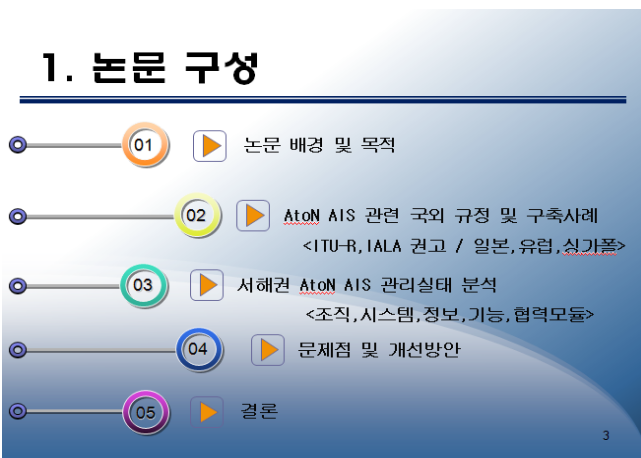 1. 논문 구성
01 논문 배경 및 목적
02 AtoN AIS 관련 국외 규정 및 구축사례
<ITU-R,IALA 권고 / 일본,유럽,싱가폴>
03 서해권 AtoN AIS 관리실태 분석
<조직,시스템,정보,기능,협력모듈>
04 문제점 및 개선방안
05 결론
3